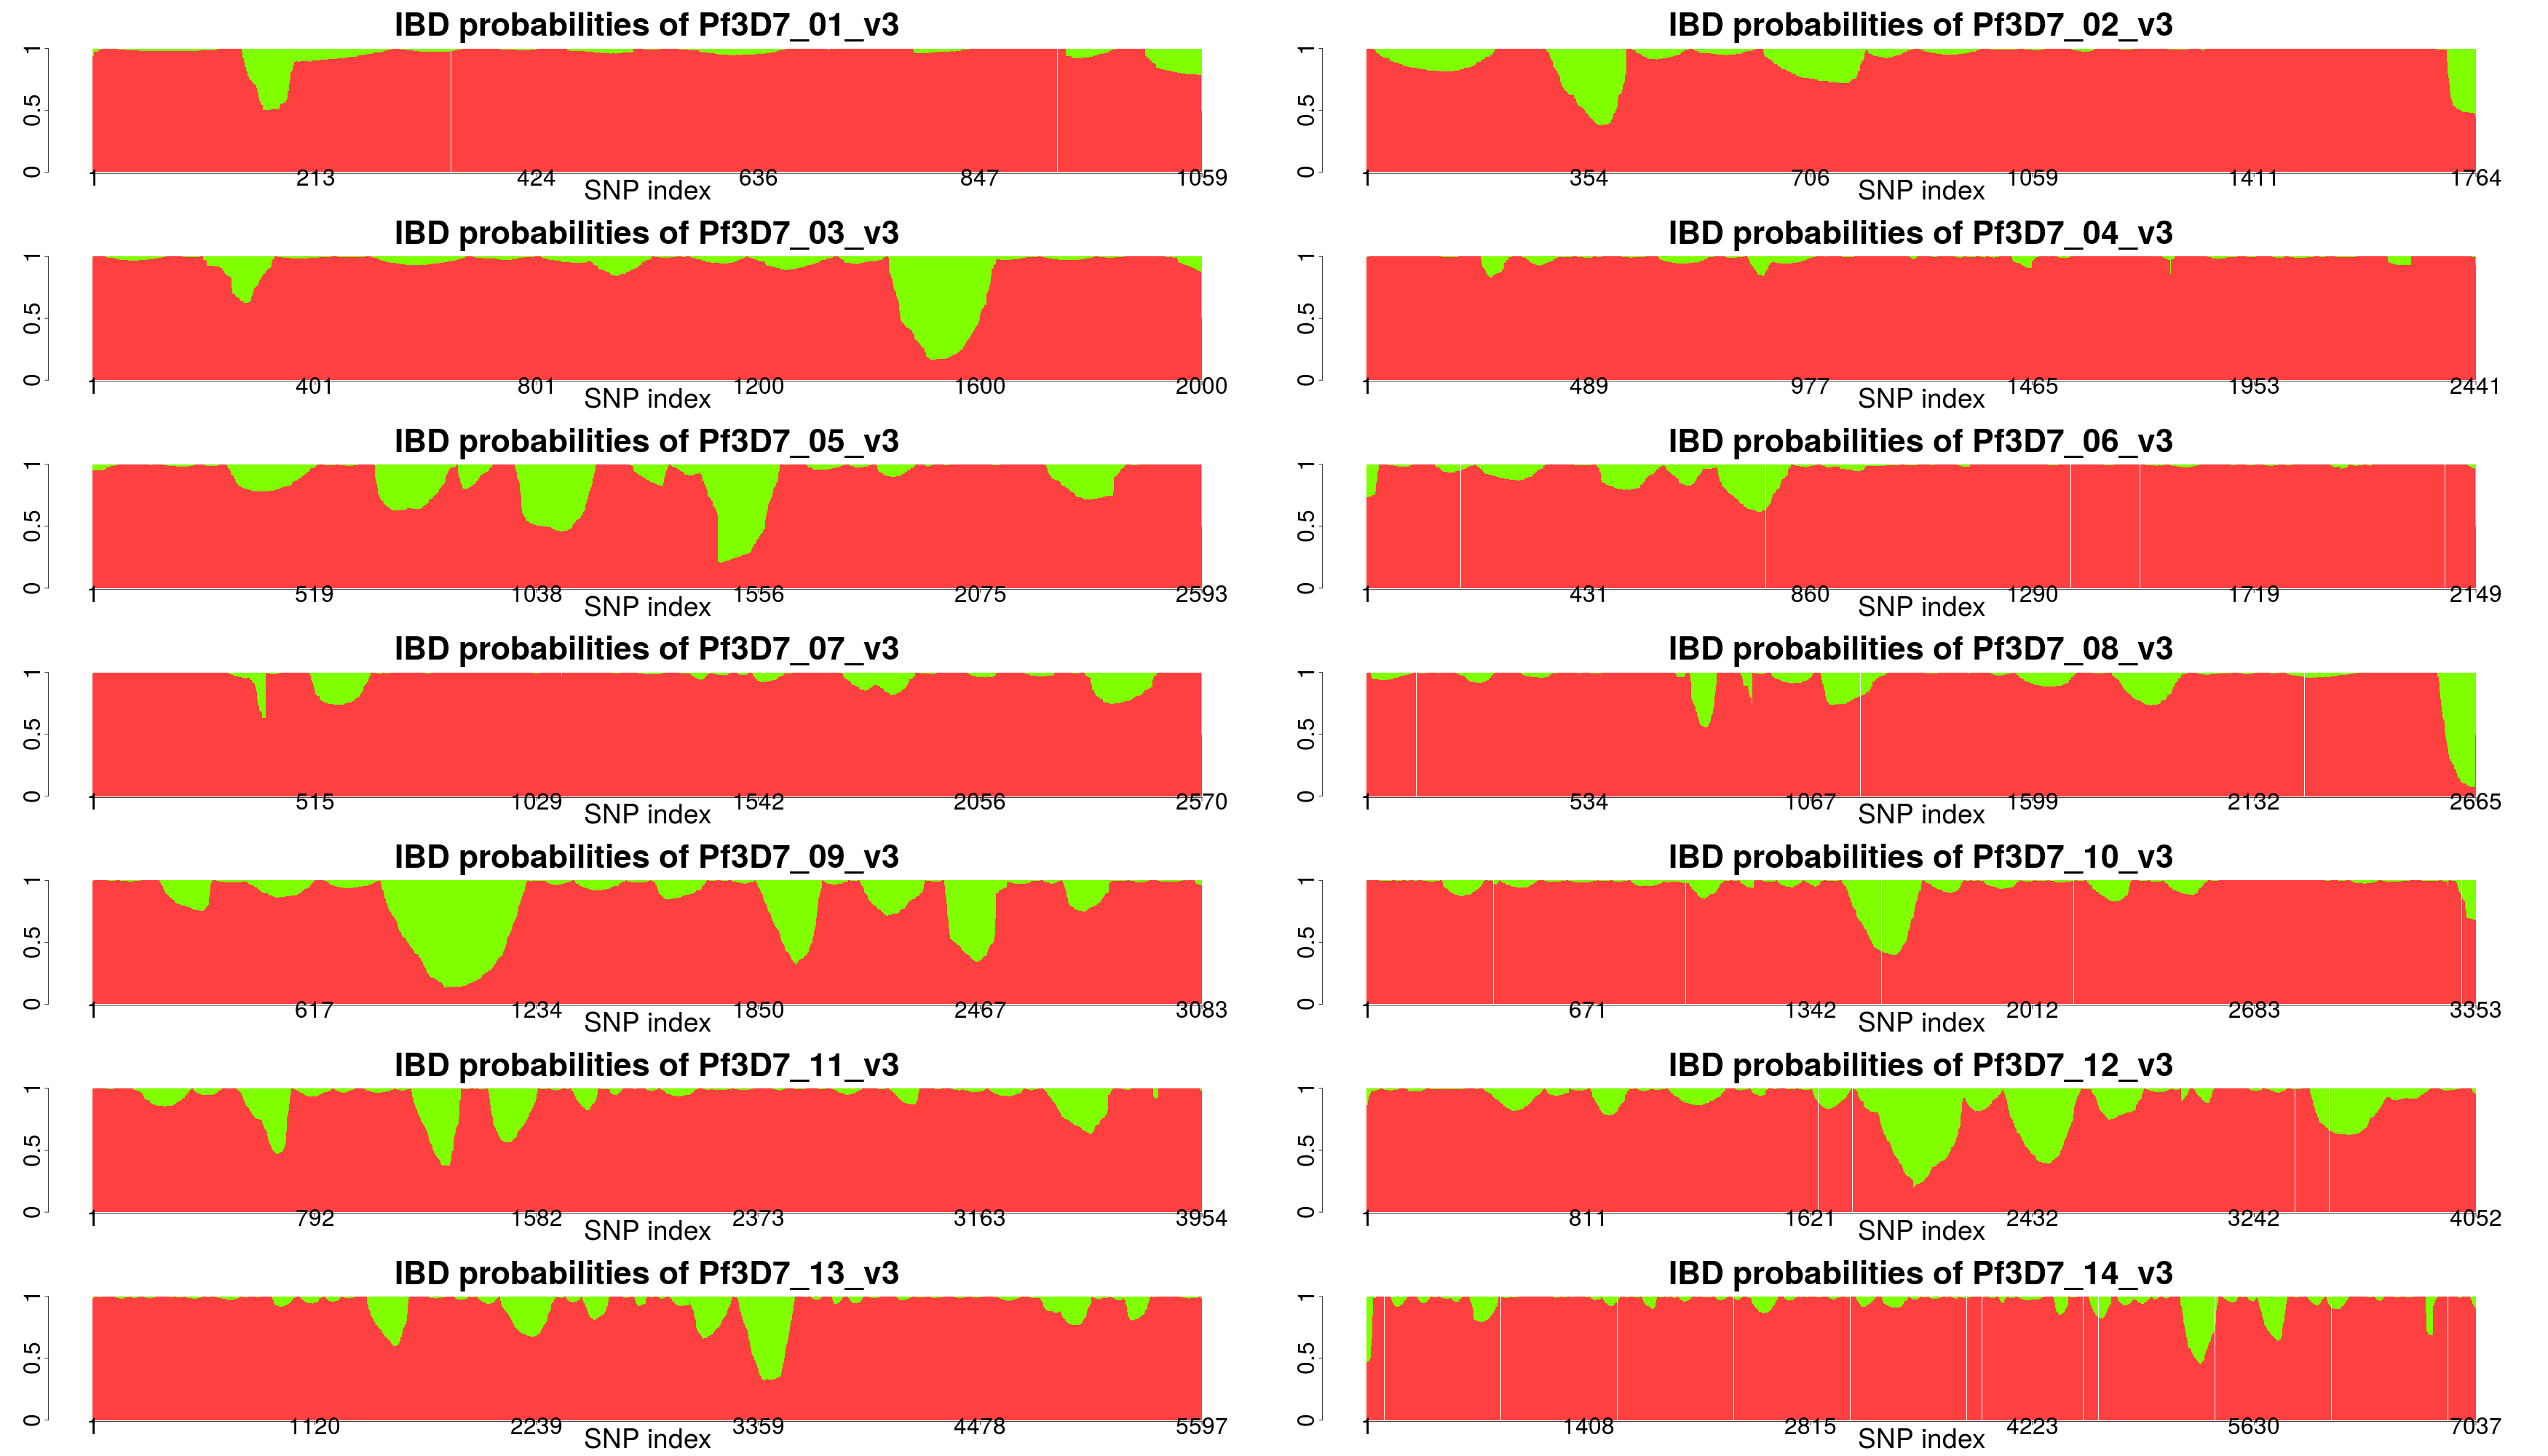 IBD probabilities of Pf3D7_01_v3
0 0.5 1
1 213 424 636 847 1059
SNP index
IBD probabilities of Pf3D7_02_v3
0 0.5 1
1 354 706 1059 1411 1764
SNP index
IBD probabilities of Pf3D7_03_v3
0 0.5 1
1 401 801 1200 1600 2000
SNP index
IBD probabilities of Pf3D7_04_v3
0 0.5 1
1 489 977 1465 1953 2441
SNP index
IBD probabilities of Pf3D7_05_v3
0 0.5 1
1 519 1038 1556 2075 2593
SNP index
IBD probabilities of Pf3D7_06_v3
0 0.5 1
1 431 860 1290 1719 2149
SNP index
IBD probabilities of Pf3D7_07_v3
0 0.5 1
1 515 1029 1542 2056 2570
SNP index
IBD probabilities of Pf3D7_08_v3
0 0.5 1
1 534 1067 1599 2132 2665
SNP index
IBD probabilities of Pf3D7_09_v3
0 0.5 1
1 617 1234 1850 2467 3083
SNP index
IBD probabilities of Pf3D7_10_v3
0 0.5 1
1 671 1342 2012 2683 3353
SNP index
IBD probabilities of Pf3D7_11_v3
0 0.5 1
1 792 1582 2373 3163 3954
SNP index
IBD probabilities of Pf3D7_12_v3
0 0.5 1
1 811 1621 2432 3242 4052
SNP index
IBD probabilities of Pf3D7_13_v3
0 0.5 1
1 1120 2239 3359 4478 5597
SNP index
IBD probabilities of Pf3D7_14_v3
0 0.5 1
1 1408 2815 4223 5630 7037
SNP index